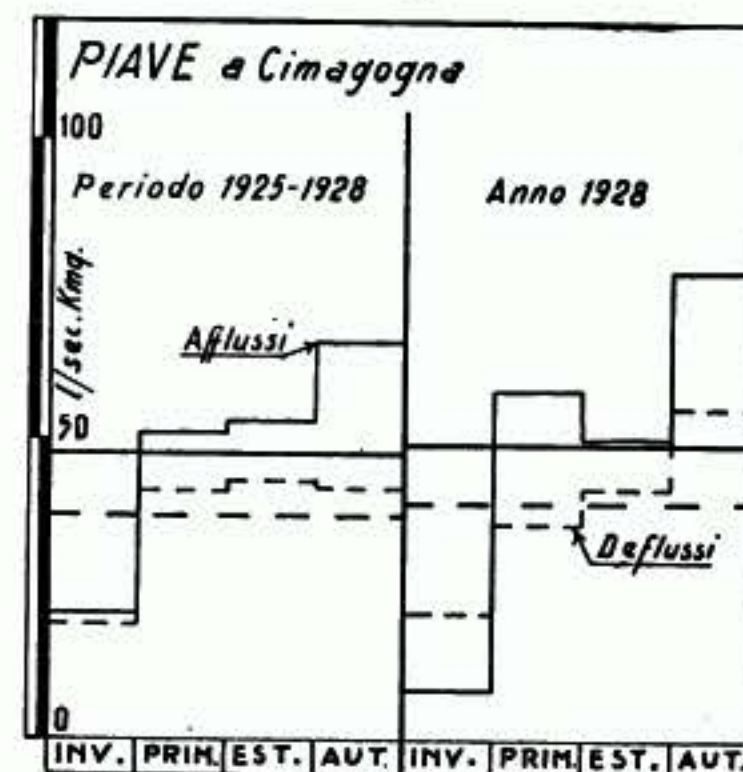 PIAVE a Cimagogna
100
Periodo 1925-1928
Anno 1928
l/sec.Kmq.
Afflussi
50
Deflussi
0
INV. PRIM. EST. AUT. INV. PRIM. EST. AUT.